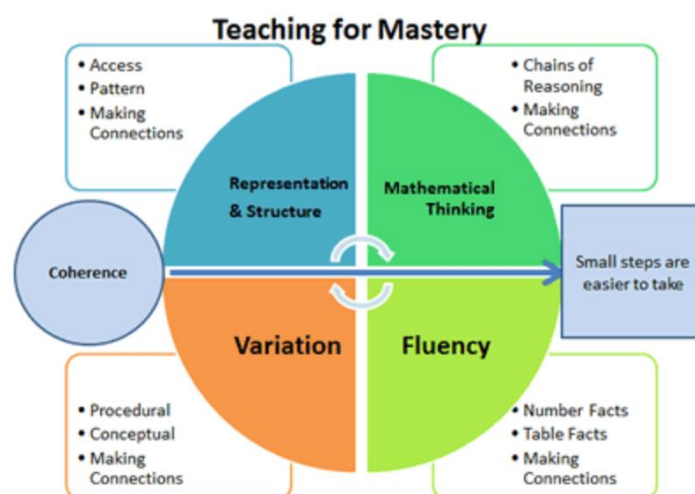 Teaching for Mastery
• Access
• Pattern
• Making
Connections
• Chains of
Reasoning
• Making
Connections
Representation
& Structure
Mathematical
Thinking
Coherence
Small steps are
easier to take
Variation
Fluency
• Procedural
• Conceptual
• Making
Connections
• Number Facts
• Table Facts
• Making
Connections